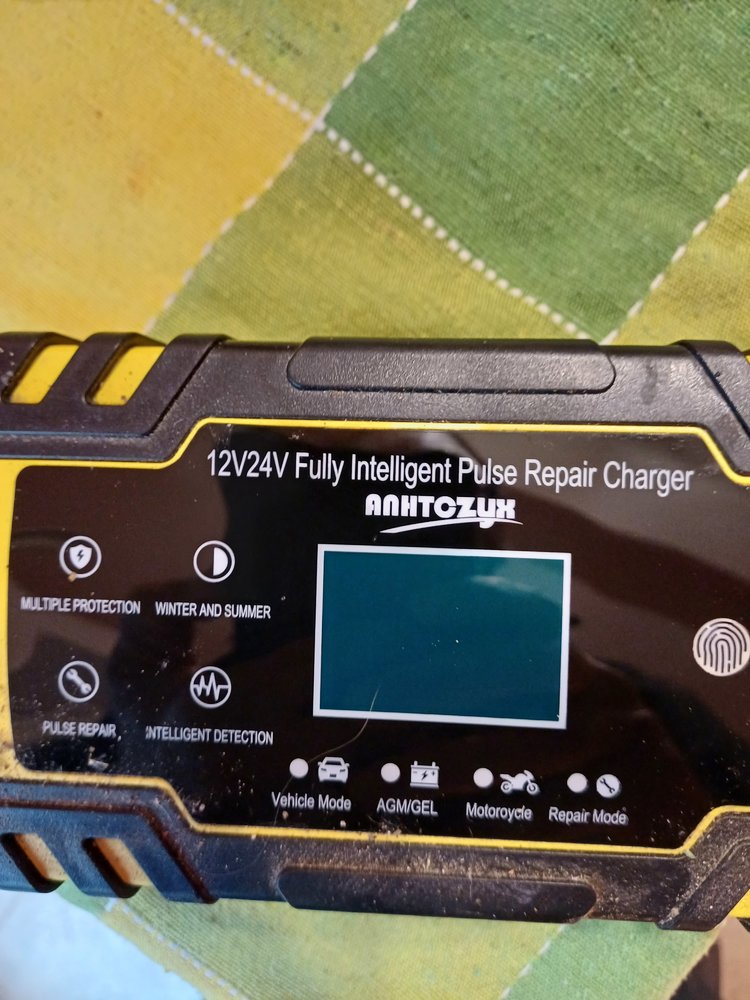 12V24V Fully Intelligent Pulse Repair Charger
ANHTCZYX
MULTIPLE PROTECTION
WINTER AND SUMMER
PULSE REPAIR
INTELLIGENT DETECTION
Vehicle Mode
AGM/GEL
Motorcycle
Repair Mode